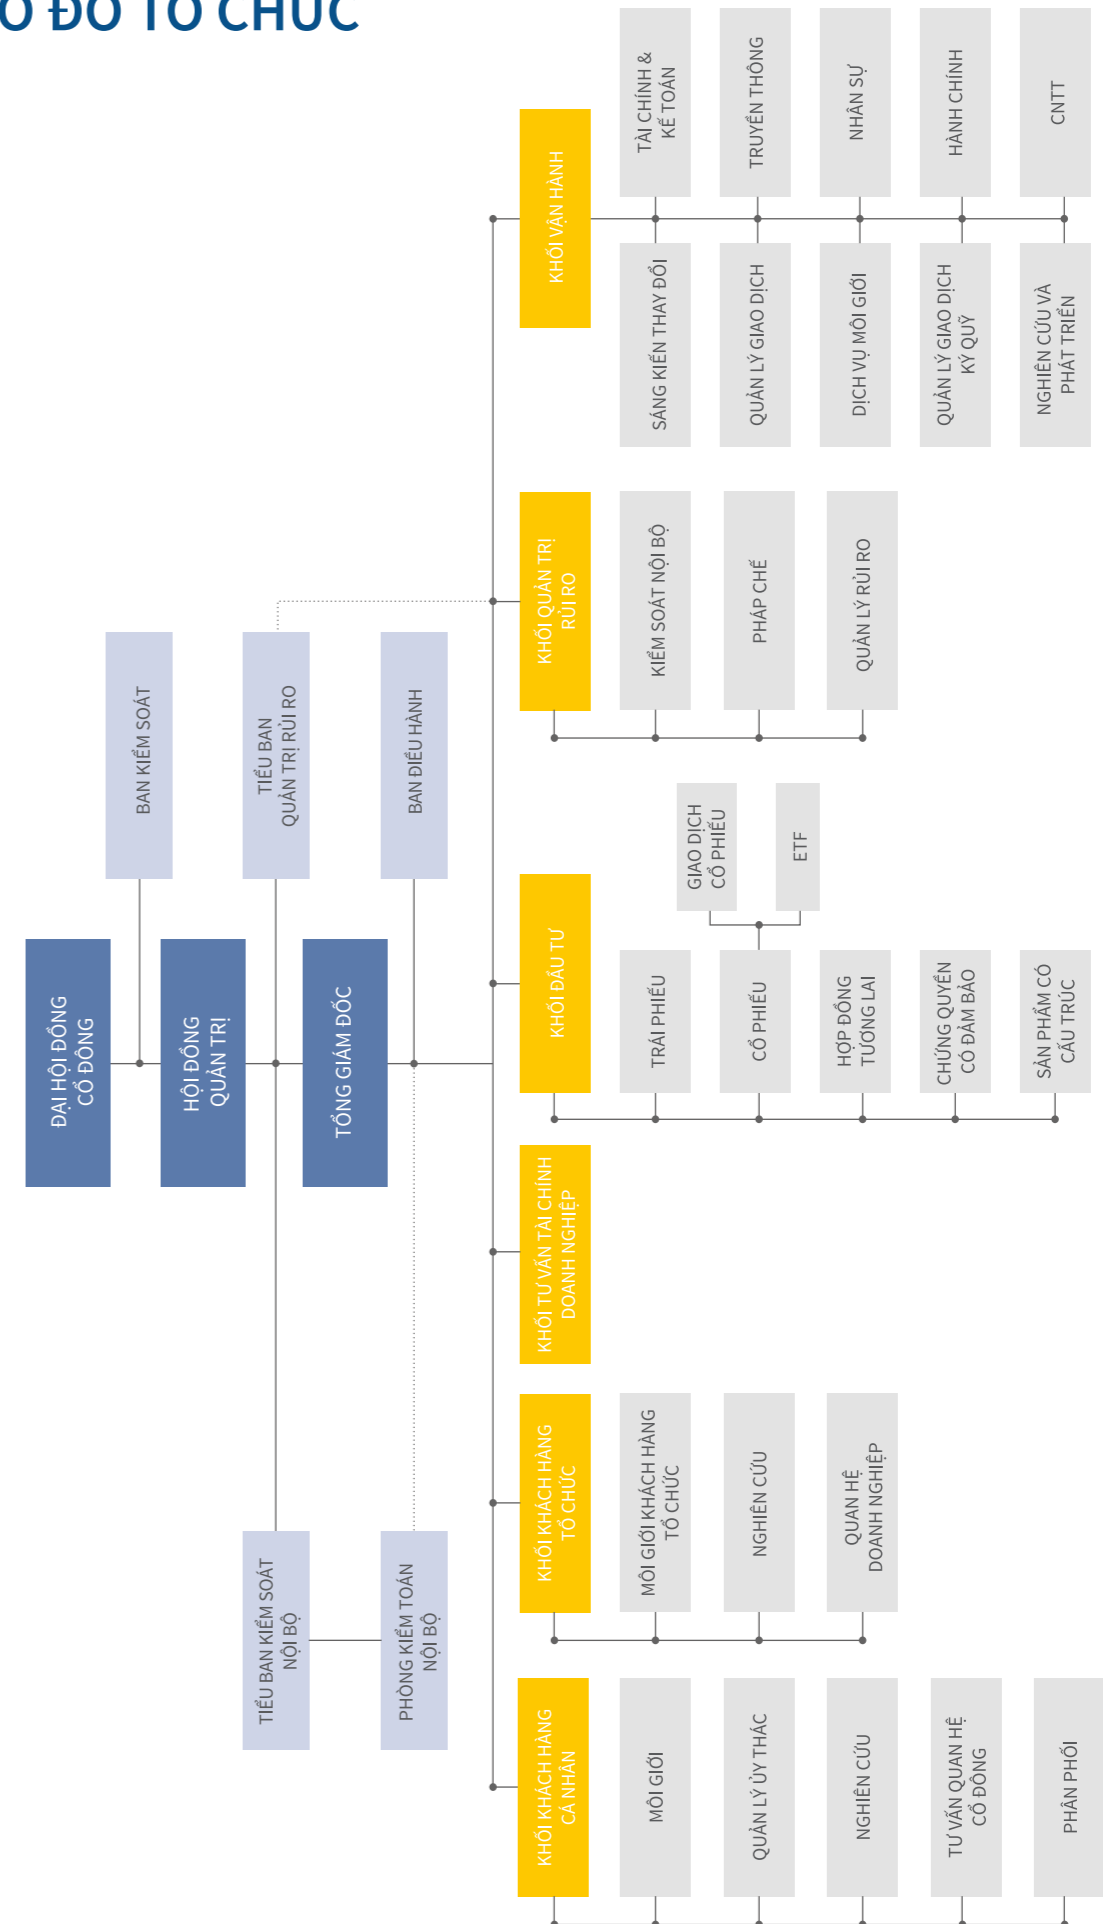 Ơ ĐỒ TỔ CHỨC
ĐẠI HỘI ĐỒNG
CỔ ĐÔNG
BAN KIỂM SOÁT
HỘI ĐỒNG
QUẢN TRỊ
TIỂU BAN KIỂM SOÁT
NỘI BỘ
TIỂU BAN
QUẢN TRỊ RỦI RO
TỔNG GIÁM ĐỐC
PHÒNG KIỂM TOÁN
NỘI BỘ
BAN ĐIỀU HÀNH
KHỐI KHÁCH HÀNG
CÁ NHÂN
MÔI GIỚI
QUẢN LÝ ỦY THÁC
NGHIÊN CỨU
TƯ VẤN QUAN HỆ
CỔ ĐÔNG
PHÂN PHỐI
KHỐI KHÁCH HÀNG
TỔ CHỨC
MÔI GIỚI KHÁCH HÀNG
TỔ CHỨC
NGHIÊN CỨU
QUAN HỆ
DOANH NGHIỆP
KHỐI TƯ VẤN TÀI CHÍNH
DOANH NGHIỆP
KHỐI ĐẦU TƯ
TRÁI PHIẾU
CỔ PHIẾU
GIAO DỊCH
CỔ PHIẾU
ETF
HỢP ĐỒNG
TƯƠNG LAI
CHỨNG QUYỀN
CÓ ĐẢM BẢO
SẢN PHẨM CÓ
CẤU TRÚC
KHỐI QUẢN TRỊ
RỦI RO
KIỂM SOÁT NỘI BỘ
PHÁP CHẾ
QUẢN LÝ RỦI RO
KHỐI VẬN HÀNH
SÁNG KIẾN THAY ĐỔI
TÀI CHÍNH &
KẾ TOÁN
QUẢN LÝ GIAO DỊCH
TRUYỀN THÔNG
DỊCH VỤ MÔI GIỚI
NHÂN SỰ
QUẢN LÝ GIAO DỊCH
KÝ QUỸ
HÀNH CHÍNH
NGHIÊN CỨU VÀ
PHÁT TRIỂN
CNTT